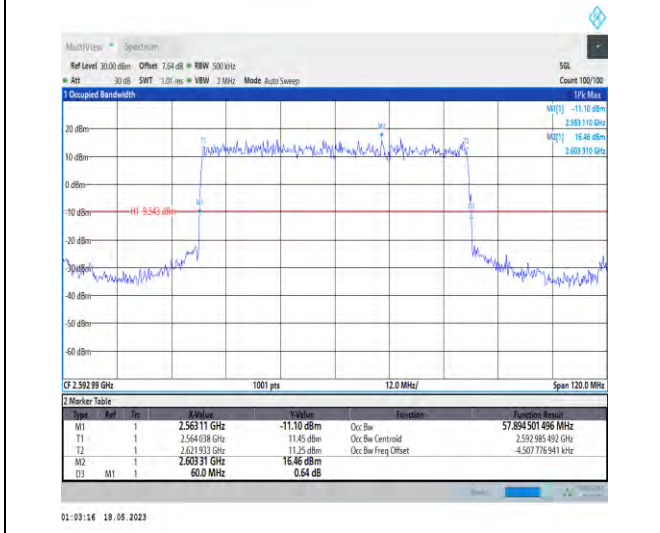 MultiView Spectrum
Ref Level 30.00 dBm Offset 7.64 dB RBW 500 kHz SGL
Att 30 dB SWT 1.01 ms VBW 2 MHz Mode Auto Sweep Count 100/100
1 Occupied Bandwidth 1Pk Max
M1[1] -11.10 dBm
2.563110 GHz
M2[1] 16.46 dBm
2.603310 GHz
20 dBm
10 dBm
0 dBm
-10 dBm
-20 dBm
-30 dBm
-40 dBm
-50 dBm
-60 dBm
T1
M2
T2
M1
D3
H1 -9.543 dBm
CF 2.592 99 GHz 1001 pts 12.0 MHz/ Span 120.0 MHz
2 Marker Table
Type Ref Trc X-Value Y-Value Function Function Result
M1 1 2.563 11 GHz -11.10 dBm Occ Bw 57.894 501 496 MHz
T1 1 2.564 038 GHz 11.45 dBm Occ Bw Centroid 2.592 985 492 GHz
T2 1 2.621 933 GHz 11.25 dBm Occ Bw Freq Offset -4.507 776 941 kHz
M2 1 2.603 31 GHz 16.46 dBm
D3 M1 1 60.0 MHz 0.64 dB
01:03:16 18.05.2023